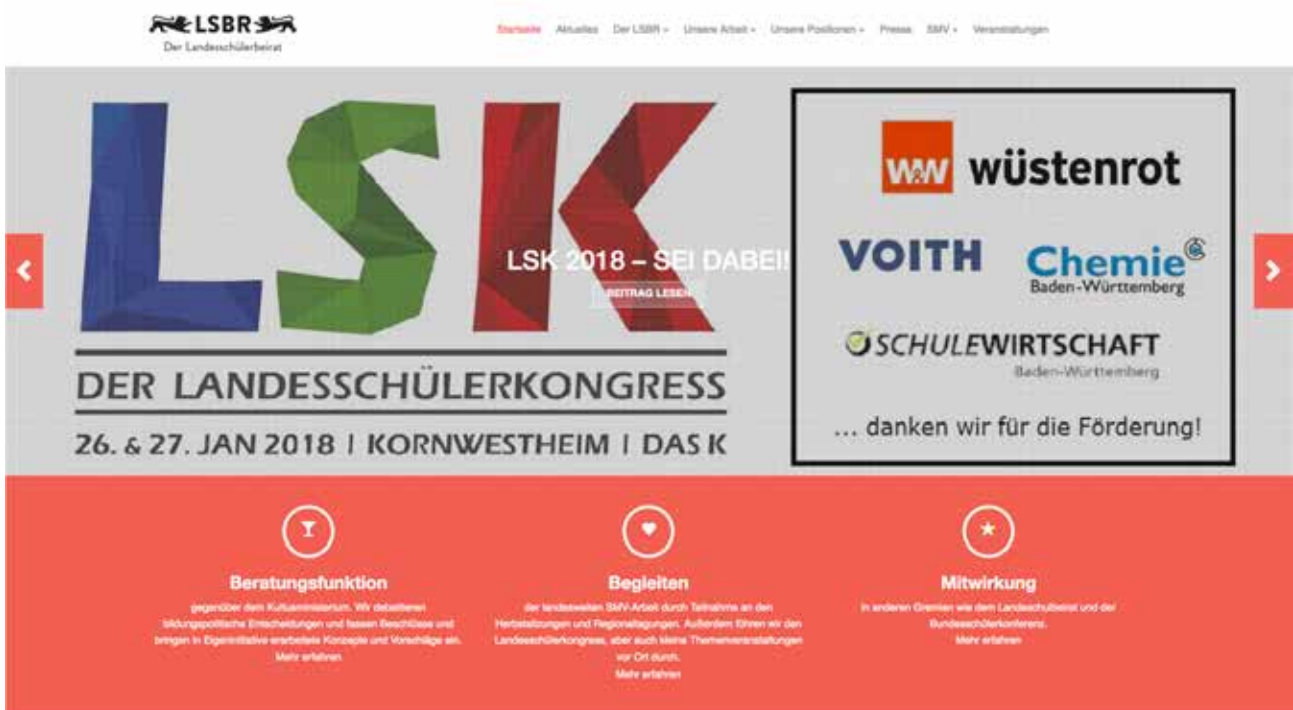 LSBR
Der Landesschülerbeirat
Startseite Aktuelles Der LSBR Unsere Arbeit Unsere Positionen Presse SMV Veranstaltungen
LSK
LSK 2018 – SEI DABEI!
BEITRAG LESEN
DER LANDESSCHÜLERKONGRESS
26. & 27. JAN 2018 | KORNWESTHEIM | DAS K
W&W wüstenrot
VOITH
Chemie
Baden-Württemberg
SCHULEWIRTSCHAFT
Baden-Württemberg
... danken wir für die Förderung!
Beratungsfunktion
gegenüber dem Kultusministerium. Wir debattieren
bildungspolitische Entscheidungen und fassen Beschlüsse und
bringen in Eigeninitiative erarbeitete Konzepte und Vorschläge ein.
Mehr erfahren
Begleiten
der landesweiten SMV-Arbeit durch Teilnahme an den
Herbstsitzungen und Regionaltagungen. Außerdem führen wir den
Landesschülerkongress, aber auch kleine Themenveranstaltungen
vor Ort durch.
Mehr erfahren
Mitwirkung
in anderen Gremien wie dem Landesschulbeirat und der
Bundesschülerkonferenz.
Mehr erfahren